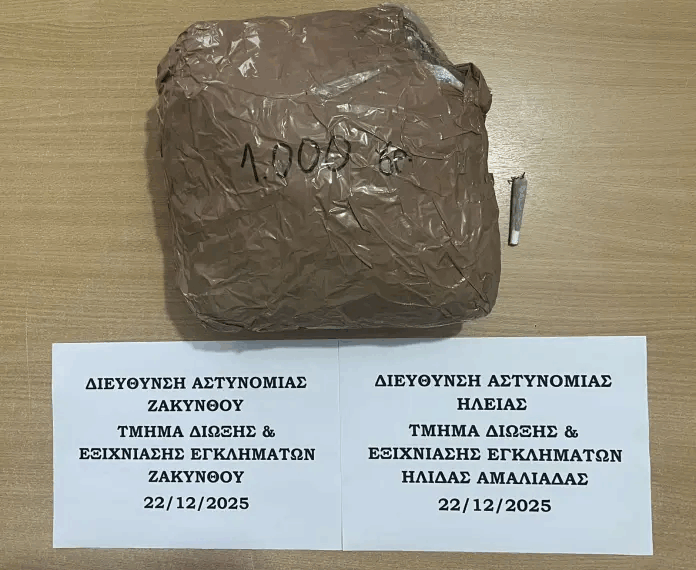 1.000 δρ
ΔΙΕΥΘΥΝΣΗ ΑΣΤΥΝΟΜΙΑΣ
ΖΑΚΥΝΘΟΥ
ΤΜΗΜΑ ΔΙΩΞΗΣ &
ΕΞΙΧΝΙΑΣΗΣ ΕΓΚΛΗΜΑΤΩΝ
ΖΑΚΥΝΘΟΥ
22/12/2025
ΔΙΕΥΘΥΝΣΗ ΑΣΤΥΝΟΜΙΑΣ
ΗΛΕΙΑΣ
ΤΜΗΜΑ ΔΙΩΞΗΣ &
ΕΞΙΧΝΙΑΣΗΣ ΕΓΚΛΗΜΑΤΩΝ
ΗΛΙΔΑΣ ΑΜΑΛΙΑΔΑΣ
22/12/2025